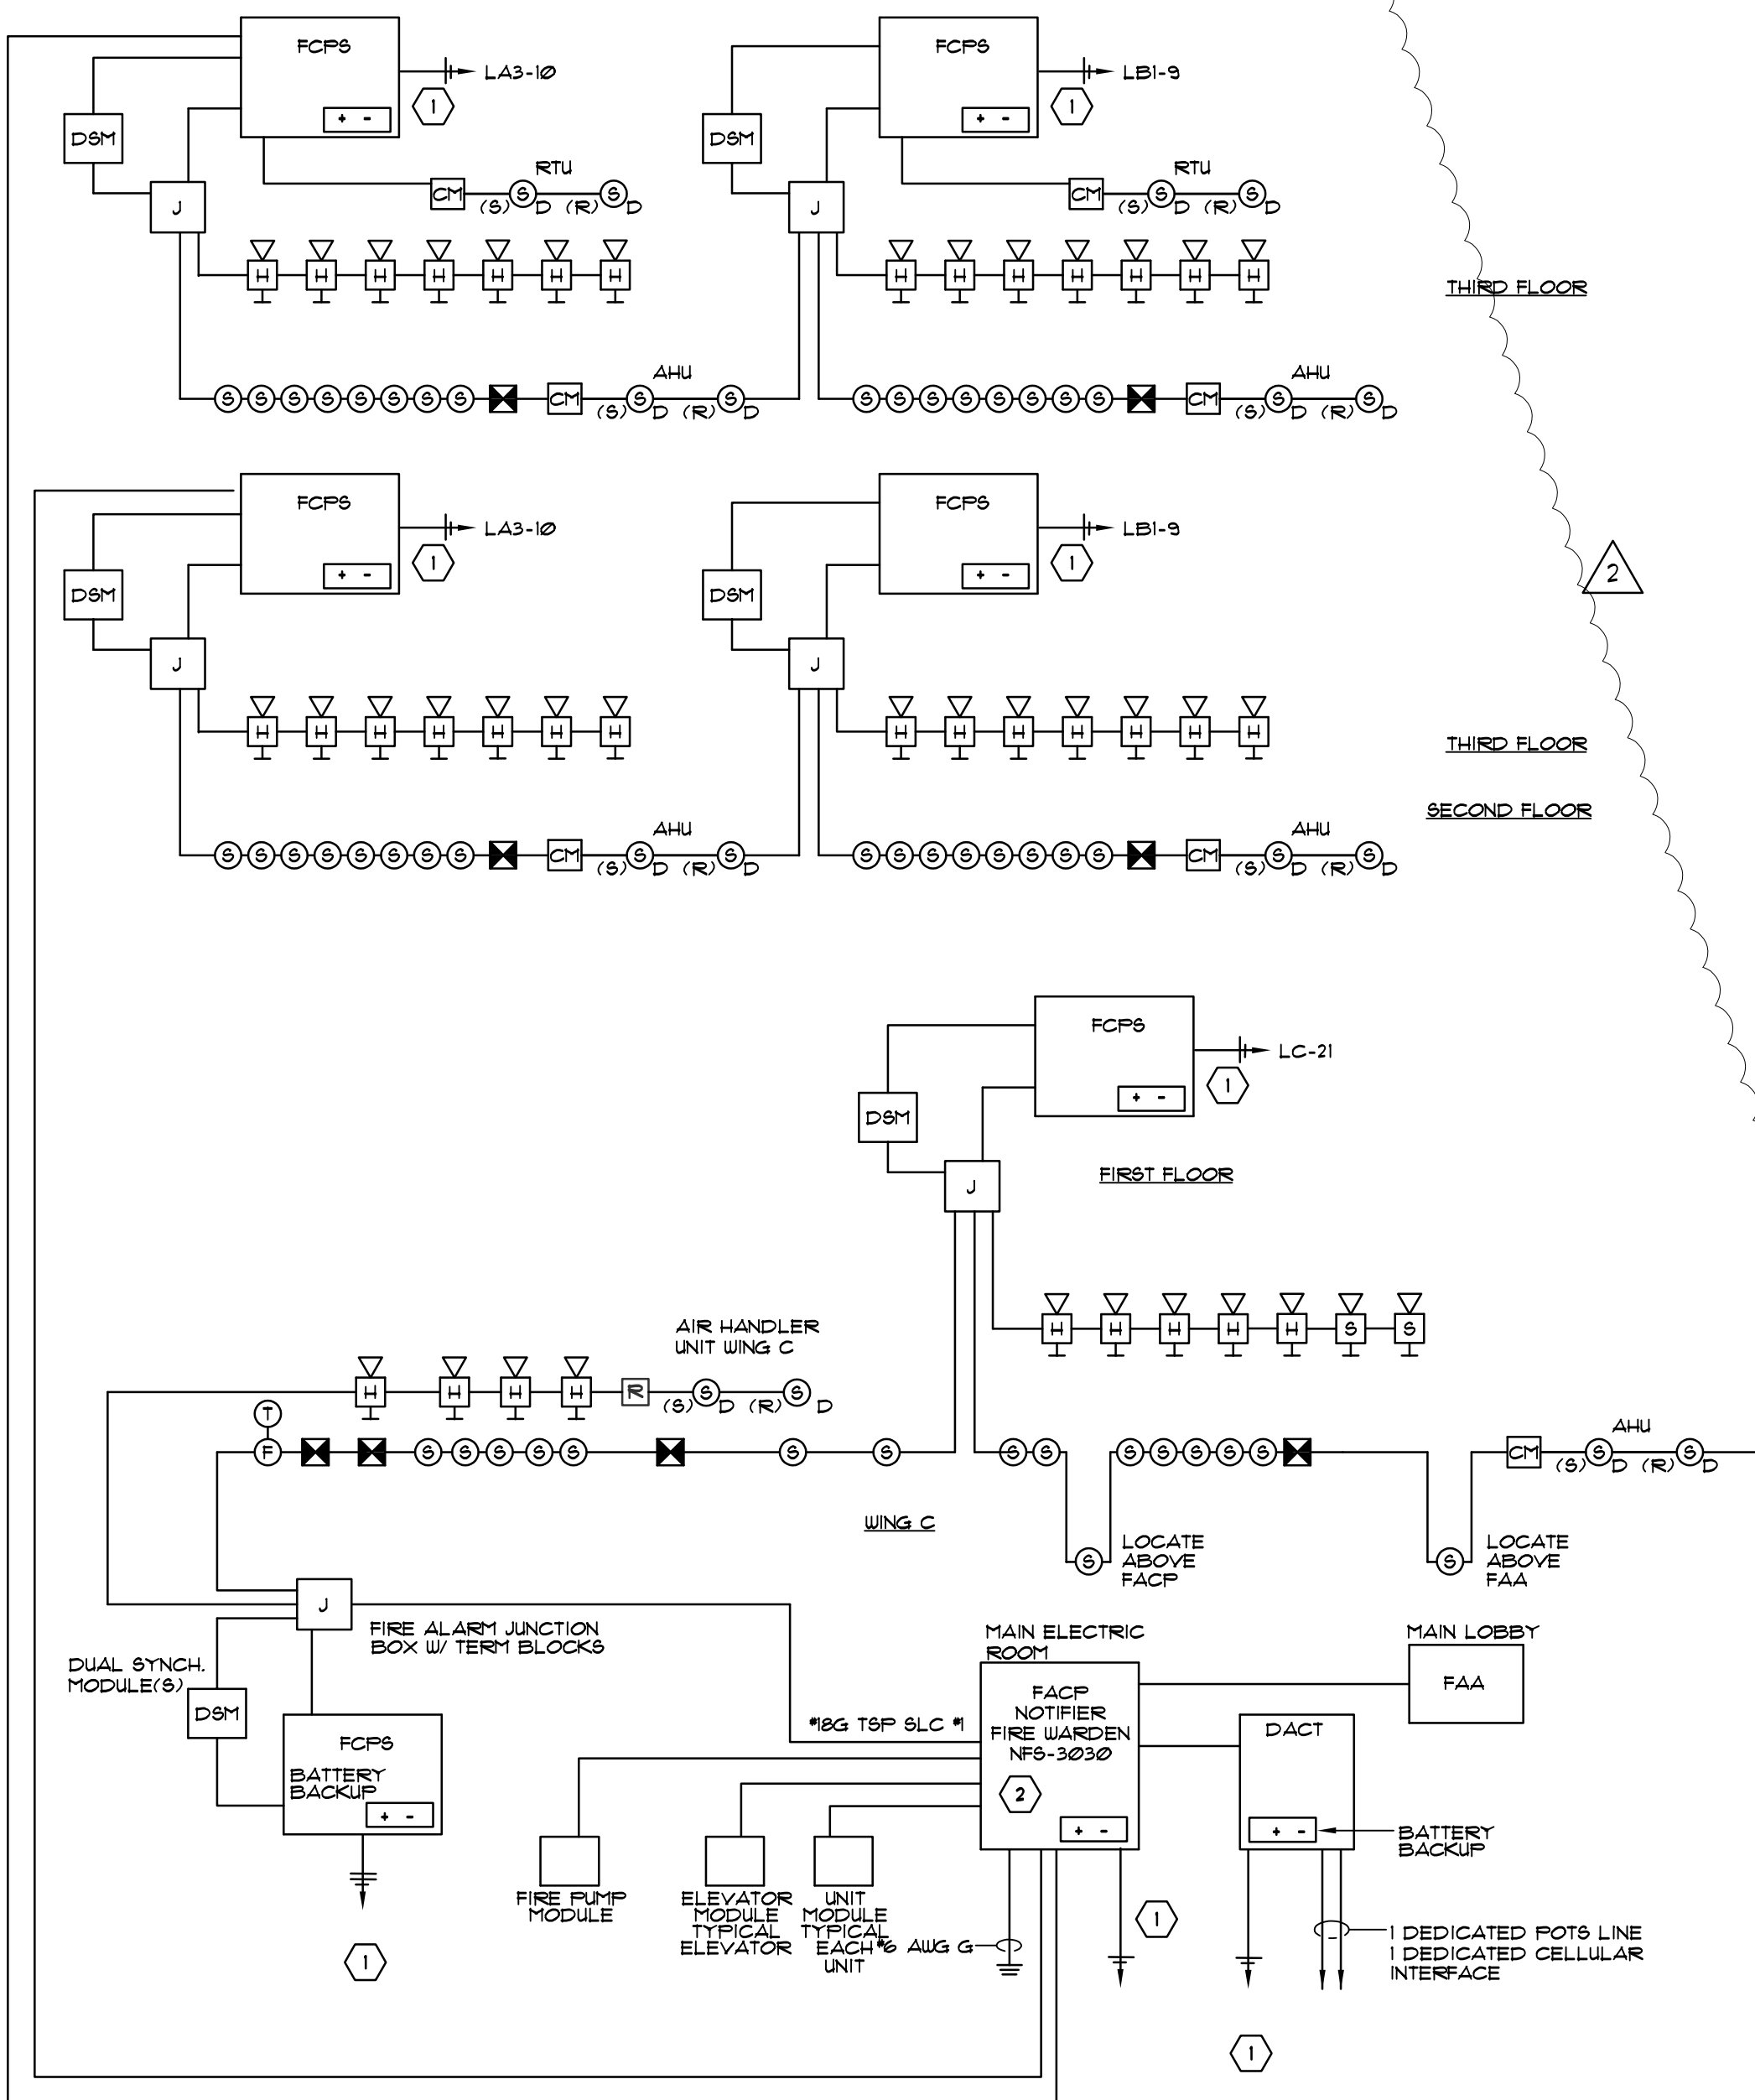 FCPS
LA3-10
1
+ -
DSM
J
RTU
CM (S) S D (R) S D
H H H H H H H
AHU
S S S S S S S S CM (S) S D (R) S D
FCPS
LB1-9
1
+ -
DSM
J
RTU
CM (S) S D (R) S D
H H H H H H H
AHU
S S S S S S S S CM (S) S D (R) S D
THIRD FLOOR
FCPS
LA3-10
1
+ -
DSM
J
H H H H H H H
AHU
S S S S S S S S CM (S) S D (R) S D
FCPS
LB1-9
1
+ -
DSM
J
H H H H H H H
AHU
S S S S S S S S CM (S) S D (R) S D
2
THIRD FLOOR
SECOND FLOOR
FCPS
LC-21
1
+ -
DSM
J
FIRST FLOOR
H H H H H S S
AIR HANDLER
UNIT WING C
H H H H R (S) S D (R) S D
T
F S S S S S S S
S S S S S S S
AHU
CM (S) S D (R) S D
WING C
S
LOCATE
ABOVE
FACP
S
LOCATE
ABOVE
FAA
J
FIRE ALARM JUNCTION
BOX W/ TERM BLOCKS
DUAL SYNCH.
MODULE(S)
DSM
FCPS
BATTERY
BACKUP
+ -
1
#18G TSP SLC #1
MAIN ELECTRIC
ROOM
FACP
NOTIFIER
FIRE WARDEN
NFS-3030
2
+ -
MAIN LOBBY
FAA
DACT
+ -
BATTERY
BACKUP
FIRE PUMP
MODULE
ELEVATOR
MODULE
TYPICAL
ELEVATOR
UNIT
MODULE
TYPICAL
EACH
UNIT
#6 AWG G
1
1 DEDICATED POTS LINE
1 DEDICATED CELLULAR
INTERFACE
1